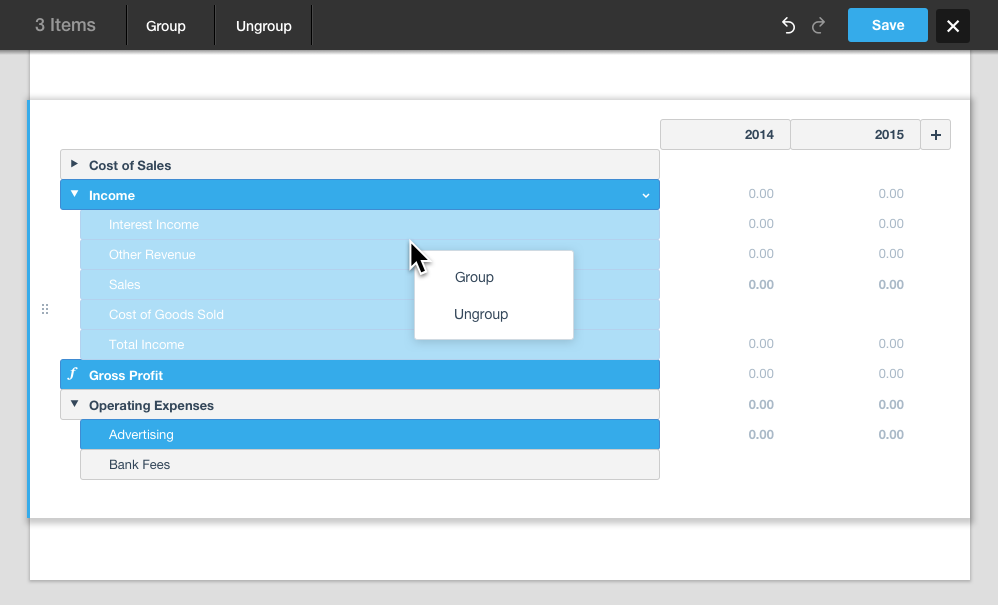 3 Items Group Ungroup Save
2014 2015 +
Cost of Sales
Income 0.00 0.00
Interest Income 0.00 0.00
Other Revenue 0.00 0.00
Group
Sales 0.00 0.00
Cost of Goods Sold
Ungroup
Total Income 0.00 0.00
f Gross Profit 0.00 0.00
Operating Expenses 0.00 0.00
Advertising 0.00 0.00
Bank Fees